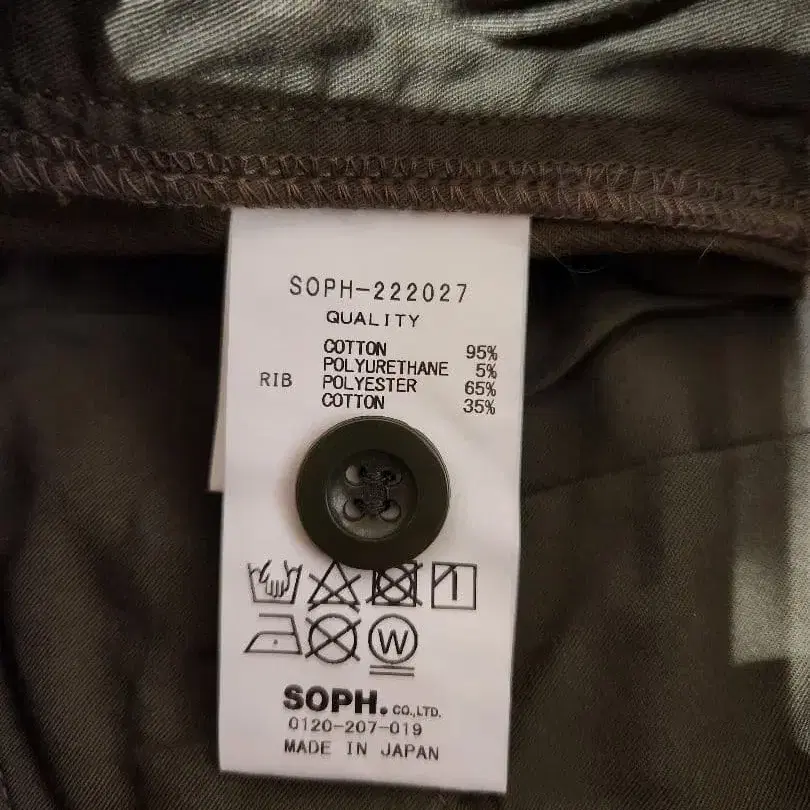 SOPH-222027
QUALITY
COTTON 95%
POLYURETHANE 5%
RIB POLYESTER 65%
COTTON 35%
W
SOPH. CO.,LTD.
0120-207-019
MADE IN JAPAN